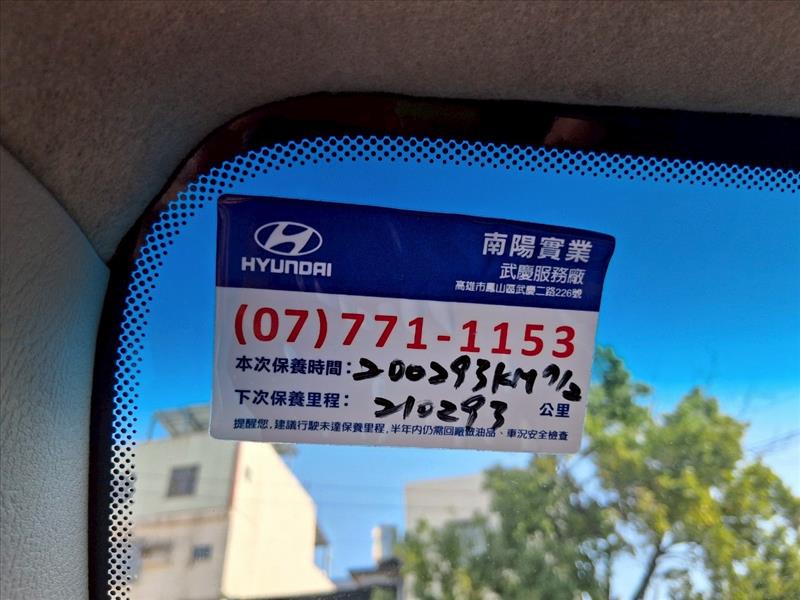 HYUNDAI
南陽實業
武慶服務廠
高雄市鳳山區武慶二路226號
(07)771-1153
本次保養時間：200293KM 9/2
下次保養里程：210293 公里
提醒您,建議行駛未達保養里程,半年內仍需回廠做油品、車況安全檢查